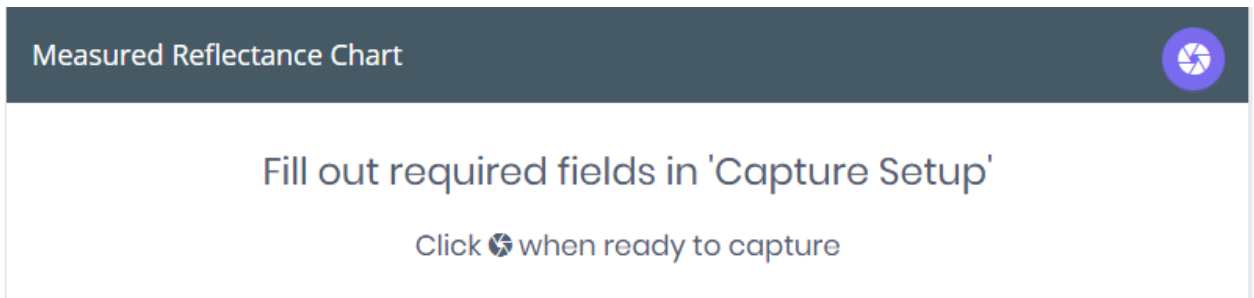 Measured Reflectance Chart
Fill out required fields in 'Capture Setup'
Click when ready to capture